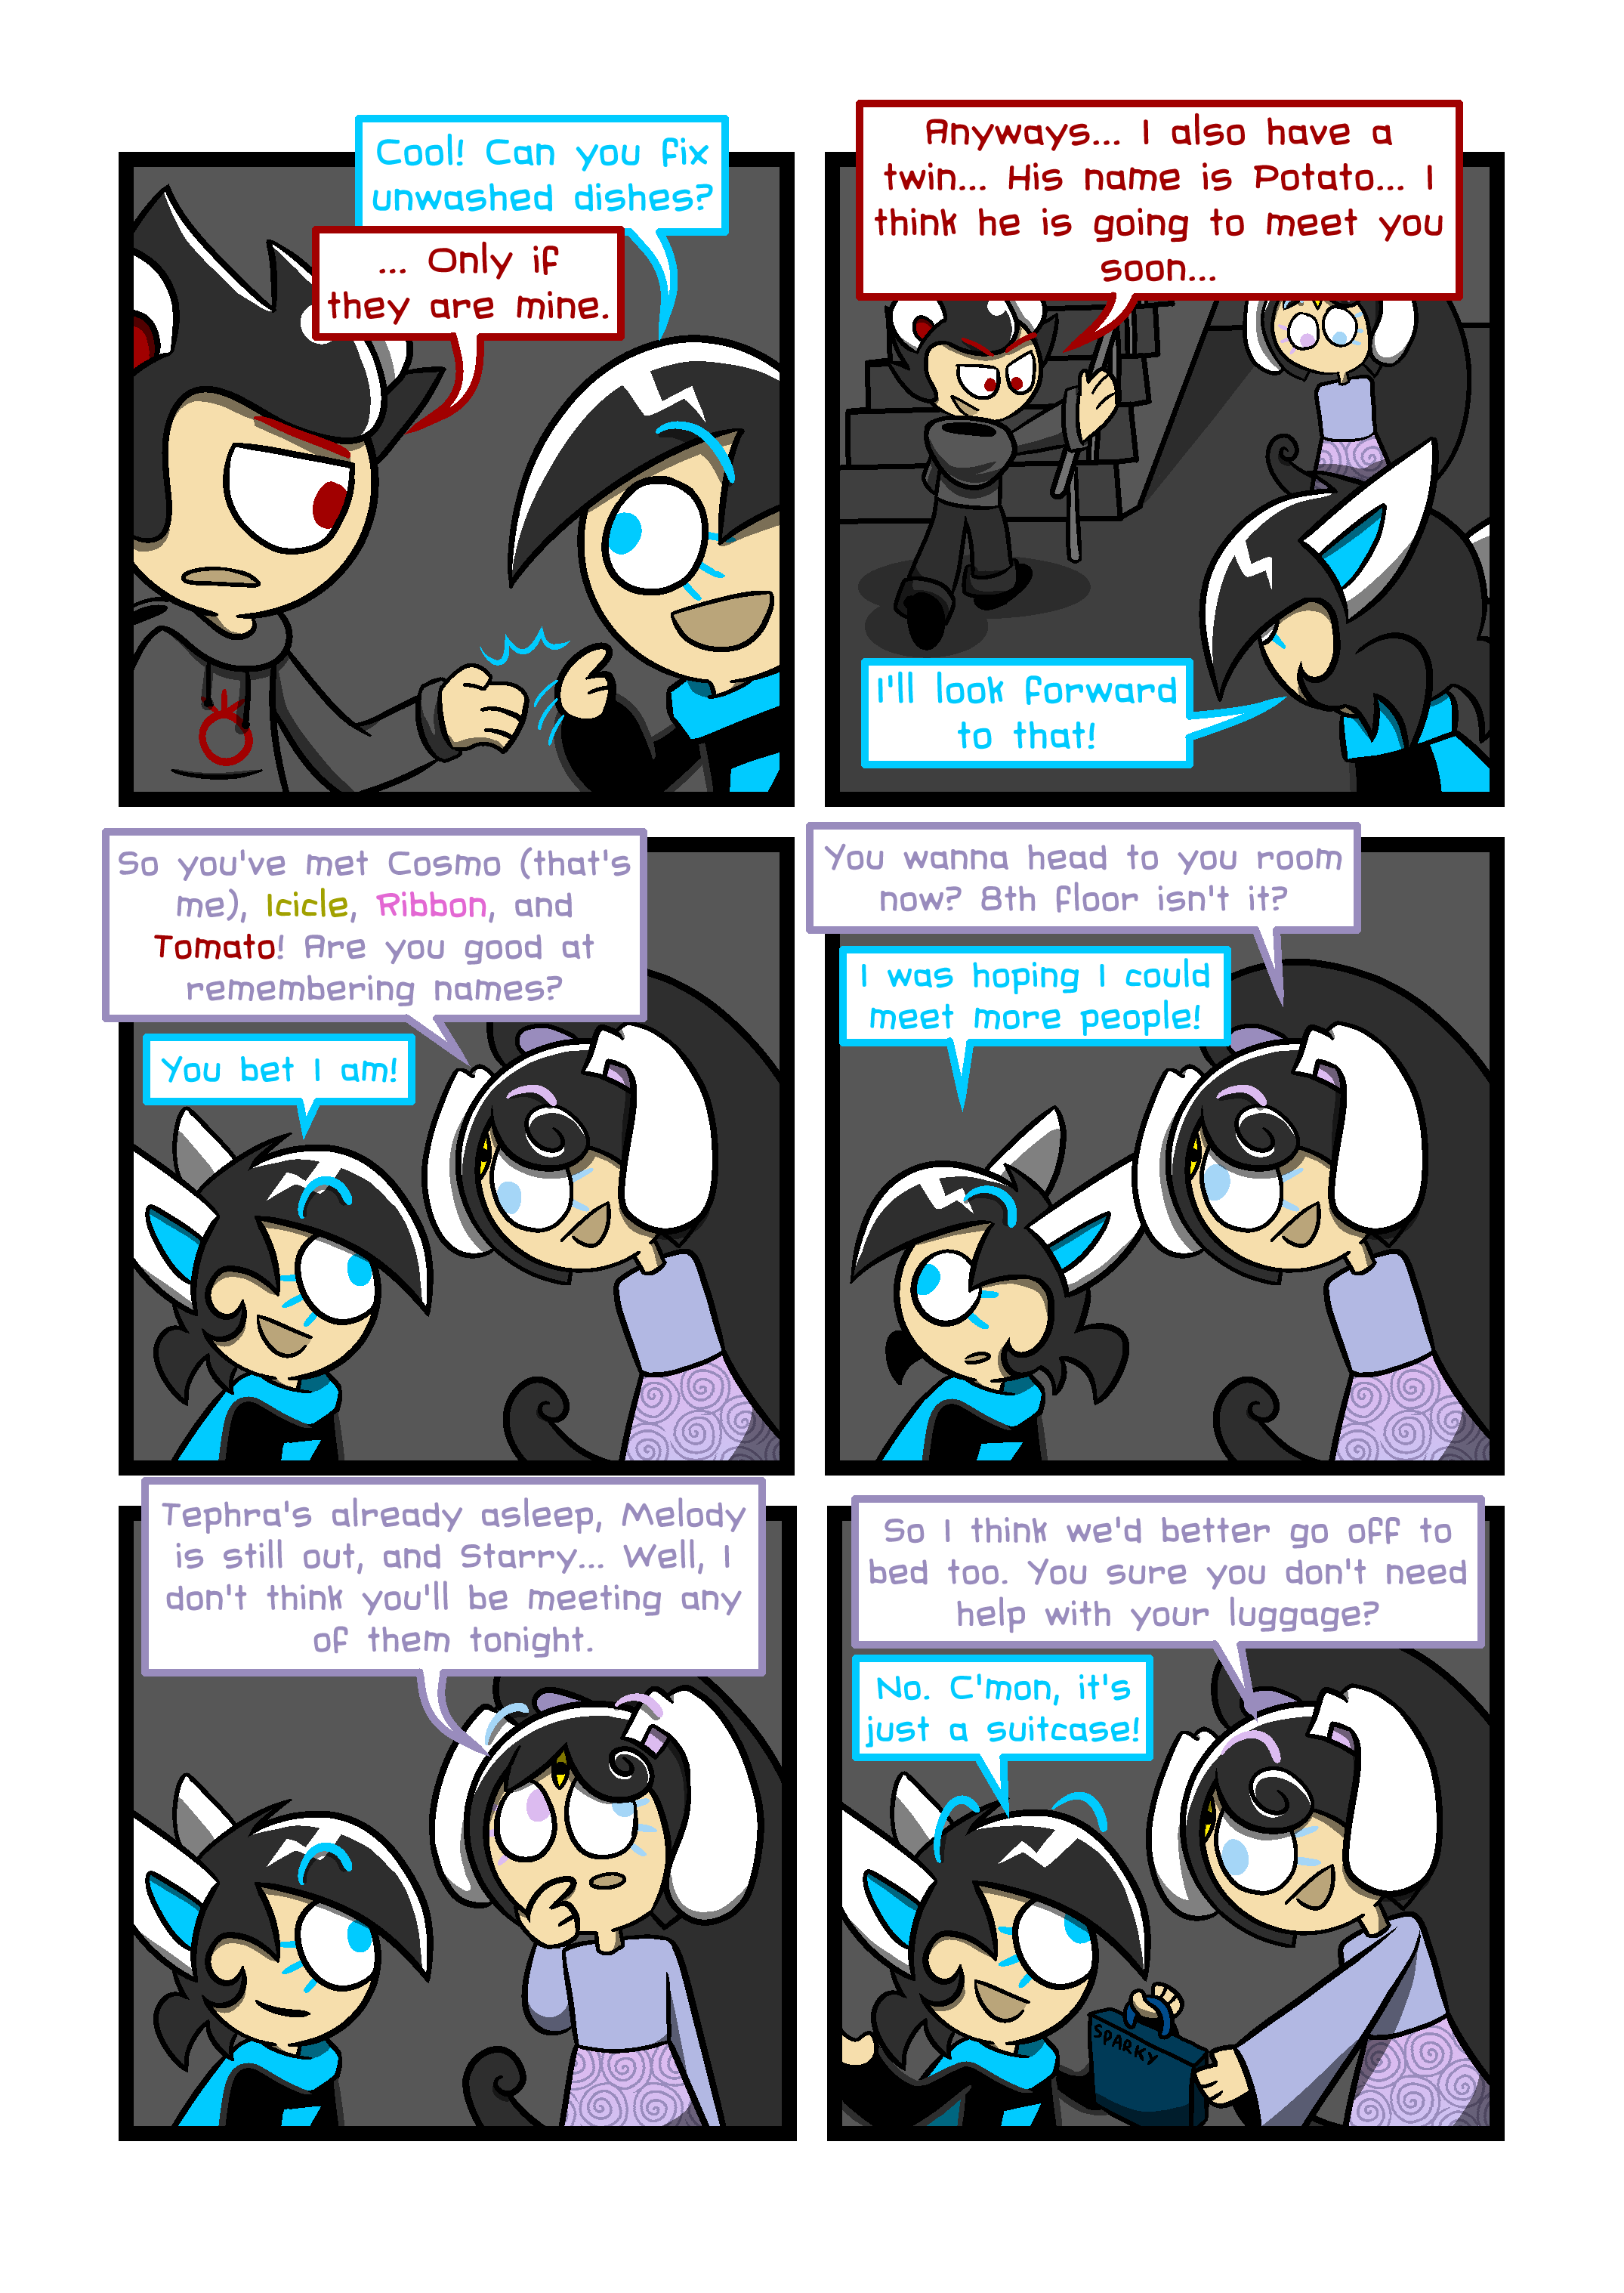 Cool! Can you fix
unwashed dishes?
... Only if
they are mine.
Anyways... I also have a
twin... His name is Potato... I
think he is going to meet you
soon...
I'll look forward
to that!
So you've met Cosmo (that's
me), Icicle, Ribbon, and
Tomato! Are you good at
remembering names?
You bet I am!
You wanna head to you room
now? 8th floor isn't it?
I was hoping I could
meet more people!
Tephra's already asleep, Melody
is still out, and Starry... Well, I
don't think you'll be meeting any
of them tonight.
So I think we'd better go off to
bed too. You sure you don't need
help with your luggage?
No. C'mon, it's
just a suitcase!
SPARKY